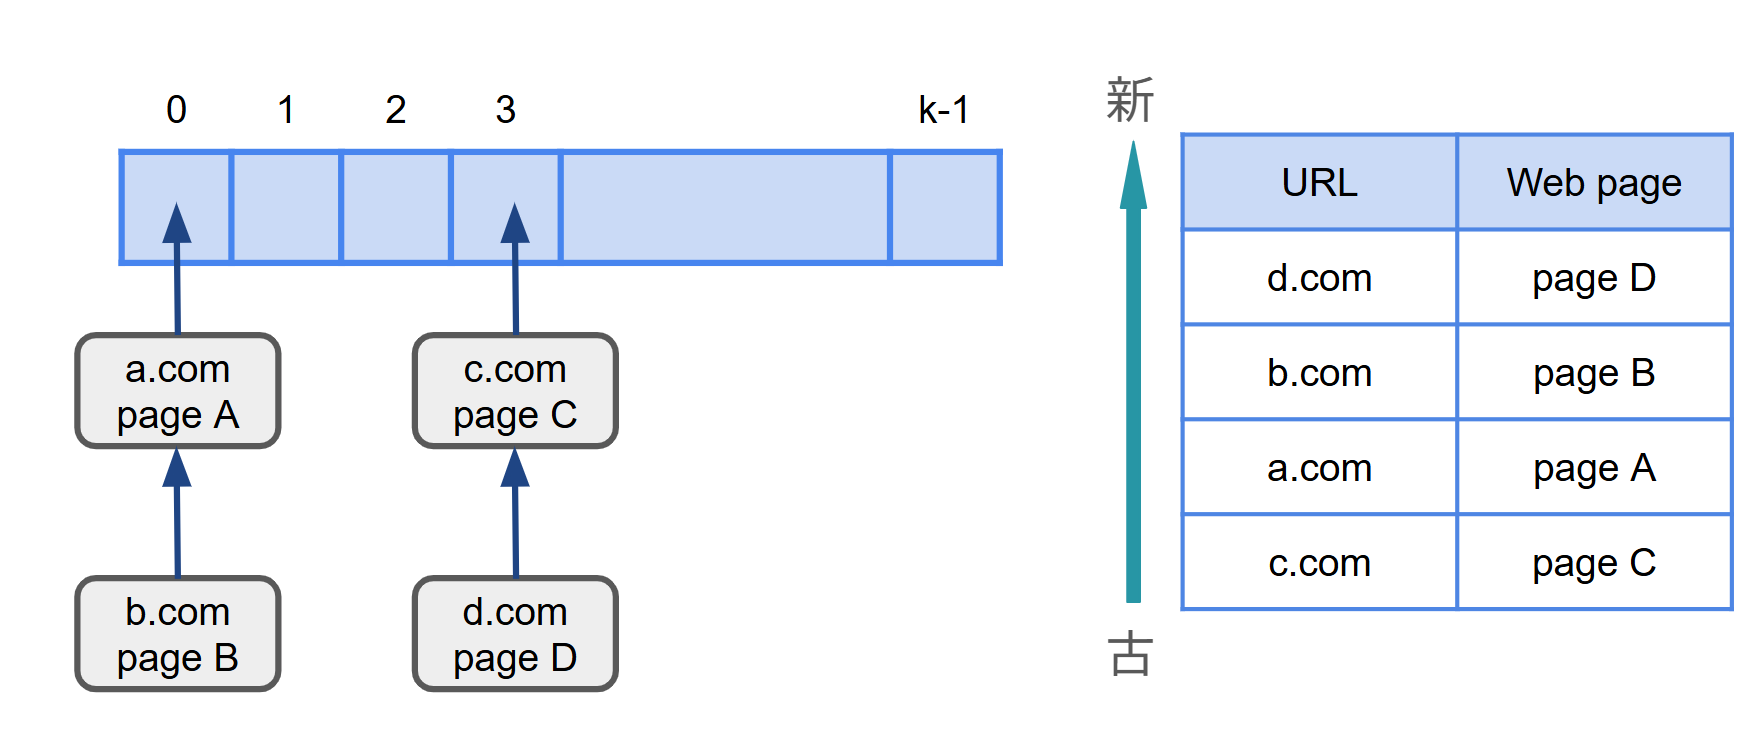 0 1 2 3 k-1
a.com
page A
c.com
page C
b.com
page B
d.com
page D
新
古
URL Web page
d.com page D
b.com page B
a.com page A
c.com page C